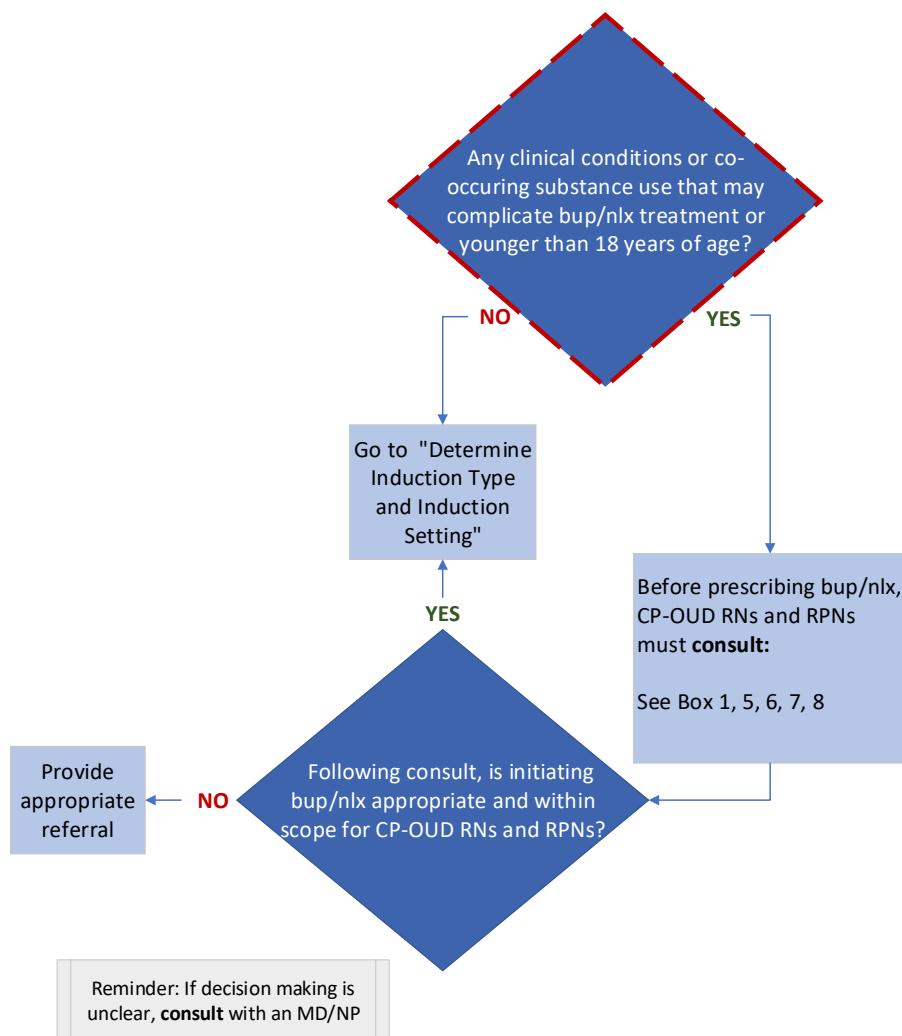 Any clinical conditions or co-
occuring substance use that may
complicate bup/nlx treatment or
younger than 18 years of age?
NO
YES
Go to "Determine
Induction Type
and Induction
Setting"
Before prescribing bup/nlx,
CP-OUD RNs and RPNs
must consult:
See Box 1, 5, 6, 7, 8
YES
Following consult, is initiating
bup/nlx appropriate and within
scope for CP-OUD RNs and RPNs?
NO
Provide
appropriate
referral
Reminder: If decision making is
unclear, consult with an MD/NP